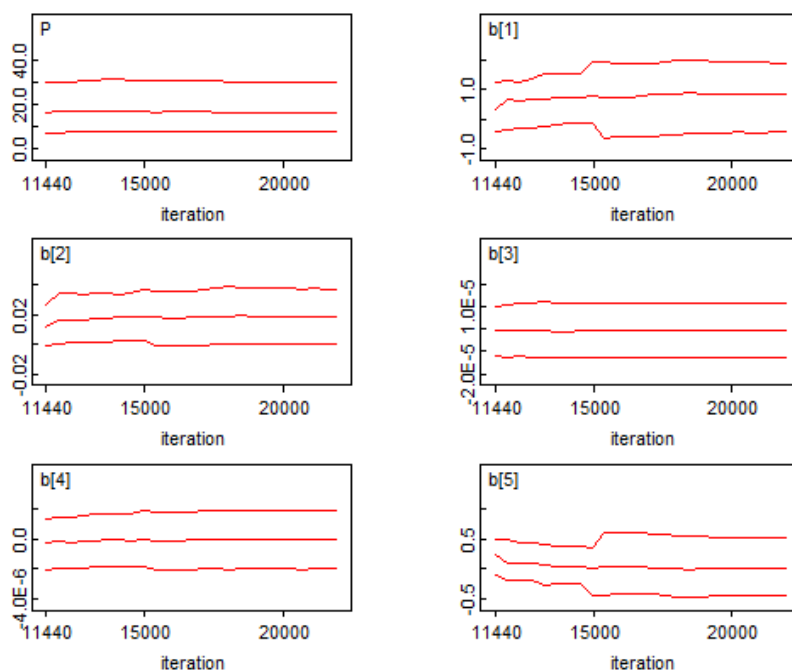 P
0.0 20.0 40.0
11440 15000 20000
iteration
b[1]
-1.0 1.0
11440 15000 20000
iteration
b[2]
-0.02 0.02
11440 15000 20000
iteration
b[3]
-2.0E-5 1.0E-5
11440 15000 20000
iteration
b[4]
-4.0E-6 0.0
11440 15000 20000
iteration
b[5]
-0.5 0.5
11440 15000 20000
iteration